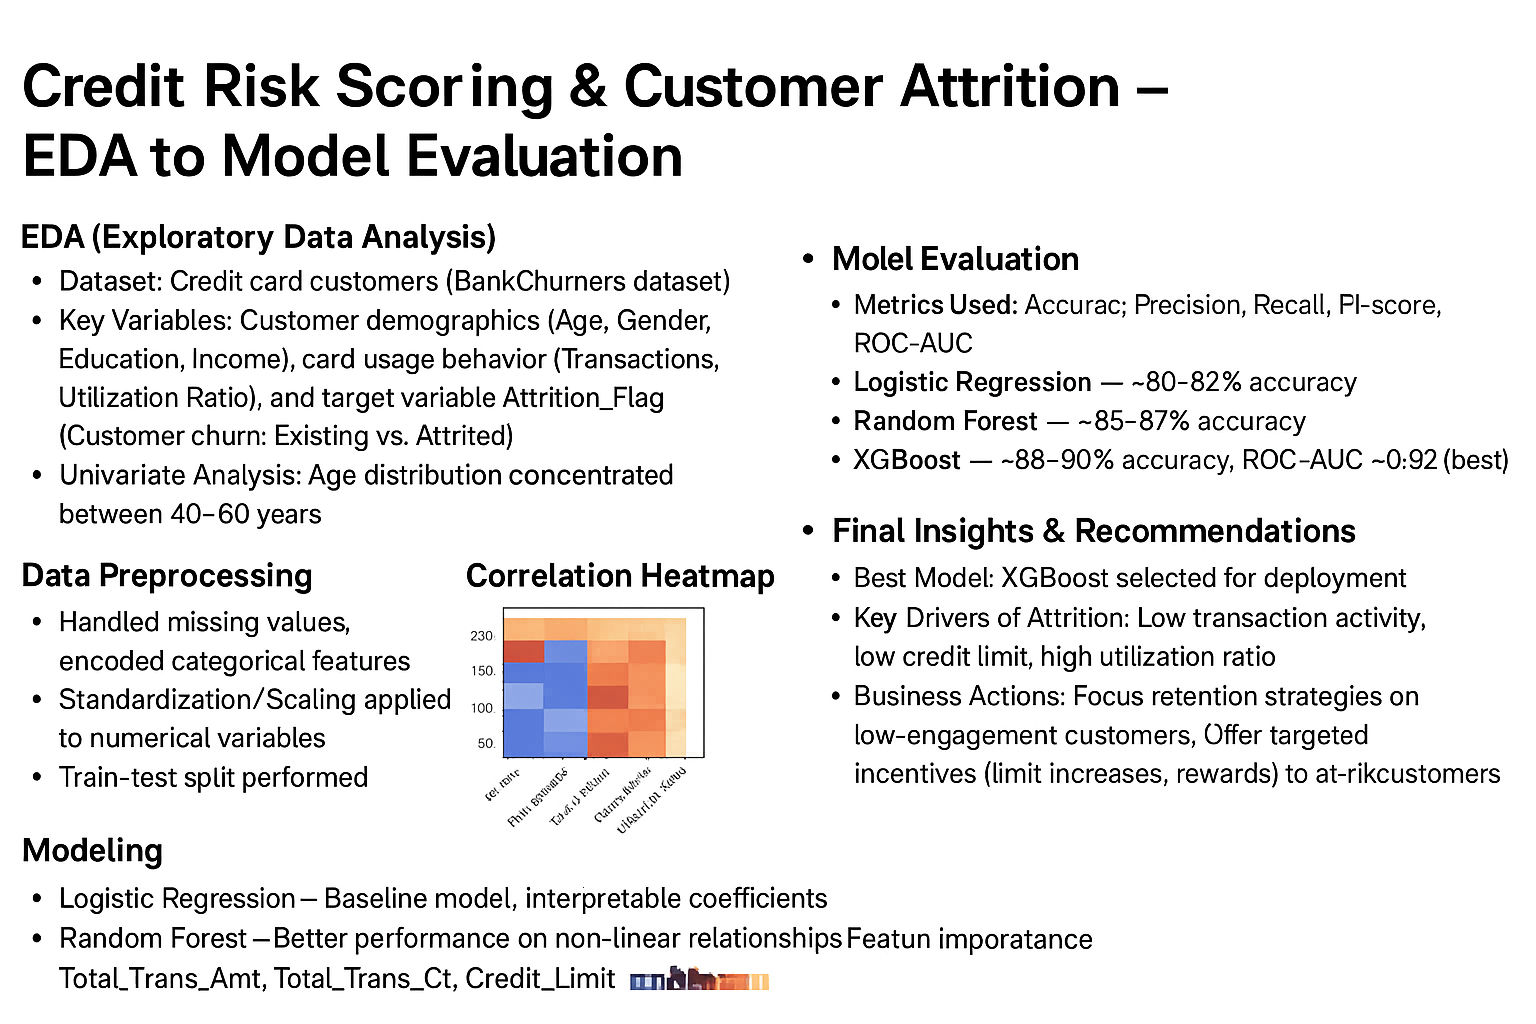 Credit Risk Scoring & Customer Attrition –
EDA to Model Evaluation
EDA (Exploratory Data Analysis)
• Dataset: Credit card customers (BankChurners dataset)
• Key Variables: Customer demographics (Age, Gender,
Education, Income), card usage behavior (Transactions,
Utilization Ratio), and target variable Attrition_Flag
(Customer churn: Existing vs. Attrited)
• Univariate Analysis: Age distribution concentrated
between 40–60 years
Data Preprocessing
• Handled missing values,
encoded categorical features
• Standardization/Scaling applied
to numerical variables
• Train-test split performed
Correlation Heatmap
230.
150.
100.
50.
Modeling
• Logistic Regression – Baseline model, interpretable coefficients
• Random Forest – Better performance on non-linear relationships Featun imporatance
Total_Trans_Amt, Total_Trans_Ct, Credit_Limit
• Molel Evaluation
• Metrics Used: Accurac; Precision, Recall, PI-score,
ROC-AUC
• Logistic Regression — ~80-82% accuracy
• Random Forest — ~85–87% accuracy
• XGBoost — ~88–90% accuracy, ROC-AUC ~0:92 (best)
• Final Insights & Recommendations
• Best Model: XGBoost selected for deployment
• Key Drivers of Attrition: Low transaction activity,
low credit limit, high utilization ratio
• Business Actions: Focus retention strategies on
low-engagement customers, Offer targeted
incentives (limit increases, rewards) to at-rikcustomers